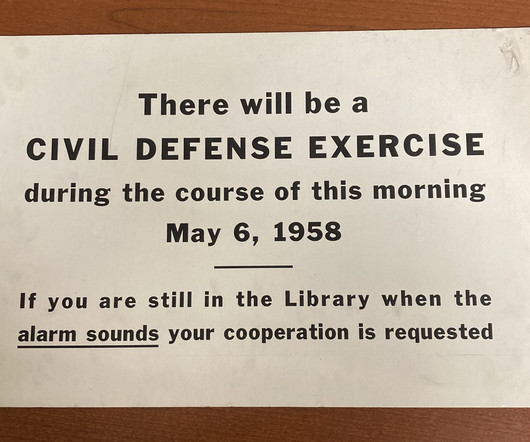 There will be a
CIVIL DEFENSE EXERCISE
during the course of this morning
May 6, 1958
If you are still in the Library when the
alarm sounds your cooperation is requested